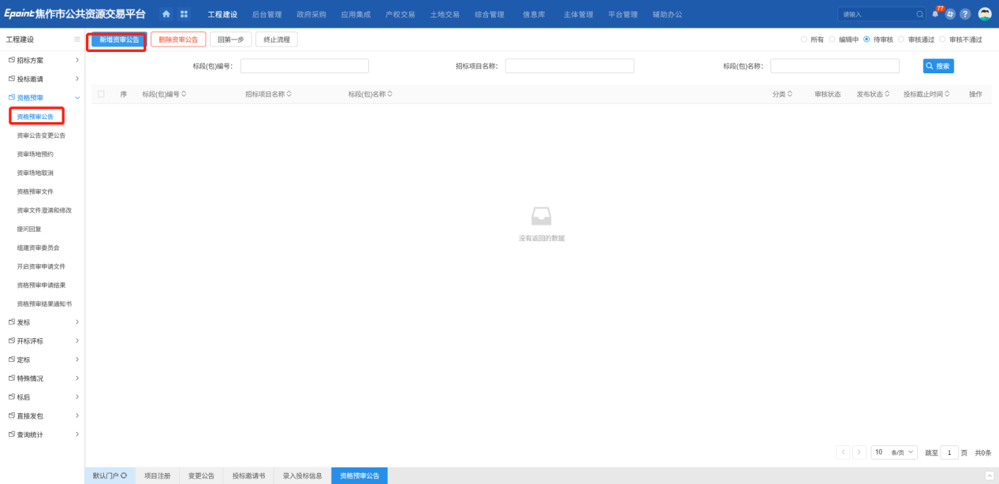 Epoint焦作市公共资源交易平台 工程建设 后台管理 政府采购 应用集成 产权交易 土地交易 综合管理 信息库 主体管理 平台管理 辅助办公 请输入 77 ?
工程建设 新增资审公告 删除资审公告 回第一步 终止流程 所有 编辑中 待审核 审核通过 审核不通过
招标方案
标段(包)编号: 招标项目名称: 标段(包)名称: 搜索
投标邀请
序 标段(包)编号 招标项目名称 标段(包)名称 分类 审核状态 发布状态 投标截止时间 操作
资格预审
资格预审公告
资审公告变更公告
资审场地预约
资审场地取消
资格预审文件
资审文件澄清和修改
提问回复
没有返回的数据
组建资审委员会
开启资审申请文件
资格预审申请结果
资格预审结果通知书
发标
开标评标
定标
特殊情况
标后
直接发包
查询统计
10 条/页 跳至 1 页 共0条
默认门户 项目注册 变更公告 投标邀请书 录入投标信息 资格预审公告